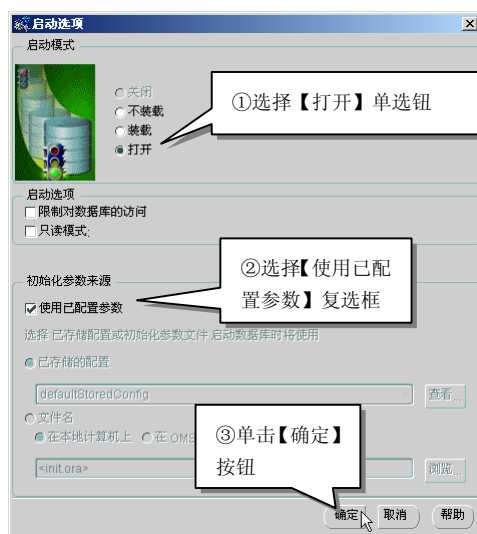 启动选项
启动模式
关闭
不装载
装载
打开
①选择【打开】单选钮
启动选项
限制对数据库的访问
只读模式:
②选择【使用已配
置参数】复选框
初始化参数来源
使用已配置参数
选择 已存储配置或初始化参数文件 启动数据库时将使用
已存储的配置
defaultStoredConfig
查看...
文件名
在本地计算机上 在 OME
③单击【确定】
按钮
<init.ora>
浏览...
确定 取消 帮助